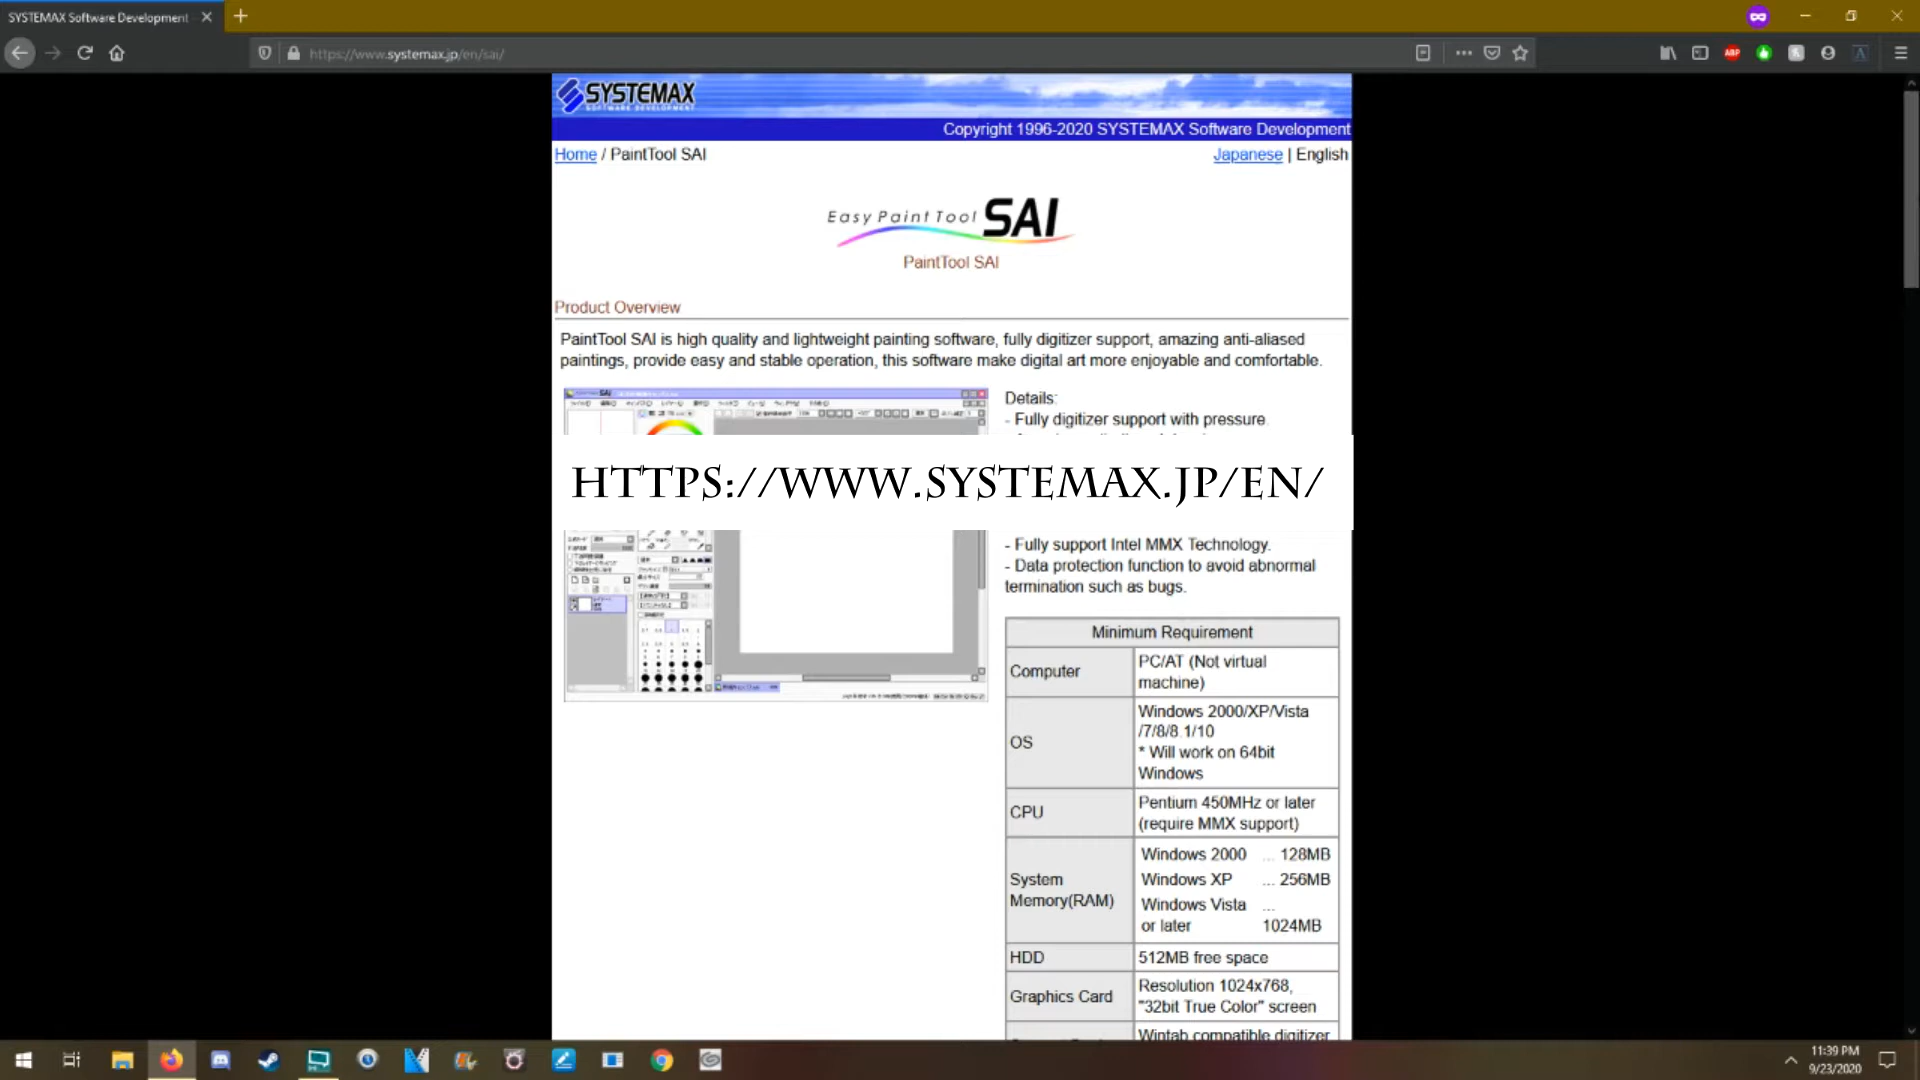 SYSTEMAX Software Development
https://www.systemax.jp/en/sai/
ABP
SYSTEMAX
SOFTWARE DEVELOPMENT
Copyright 1996-2020 SYSTEMAX Software Development
Home / PaintTool SAI
Japanese | English
Easy Paint Tool SAI
PaintTool SAI
Product Overview
PaintTool SAI is high quality and lightweight painting software, fully digitizer support, amazing anti-aliased
paintings, provide easy and stable operation, this software make digital art more enjoyable and comfortable.
Details:
- Fully digitizer support with pressure.
HTTPS://WWW.SYSTEMAX.JP/EN/
- Fully support Intel MMX Technology.
- Data protection function to avoid abnormal
termination such as bugs.
Minimum Requirement
Computer
PC/AT (Not virtual
machine)
OS
Windows 2000/XP/Vista
/7/8/8.1/10
* Will work on 64bit
Windows
CPU
Pentium 450MHz or later
(require MMX support)
System
Memory(RAM)
Windows 2000 ... 128MB
Windows XP ... 256MB
Windows Vista ...
or later 1024MB
HDD
512MB free space
Graphics Card
Resolution 1024x768,
"32bit True Color" screen
Wintab compatible digitizer
11:39 PM
9/23/2020